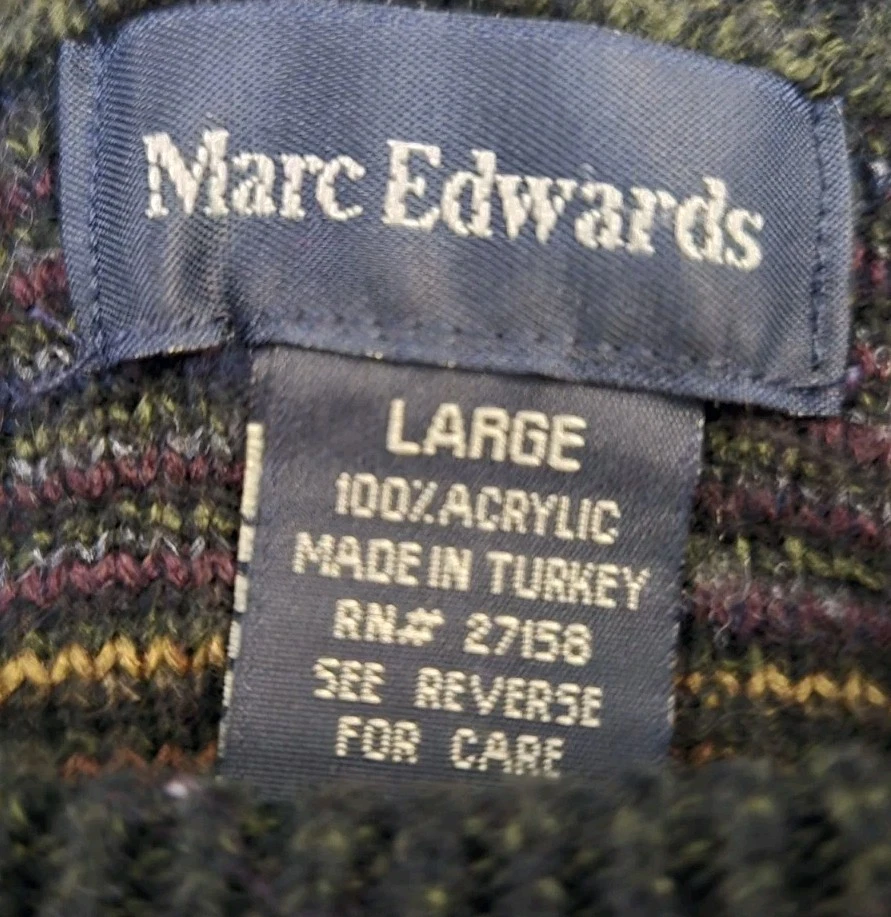 Marc Edwards
LARGE
100% ACRYLIC
MADE IN TURKEY
RN# 27158
SEE REVERSE
FOR CARE